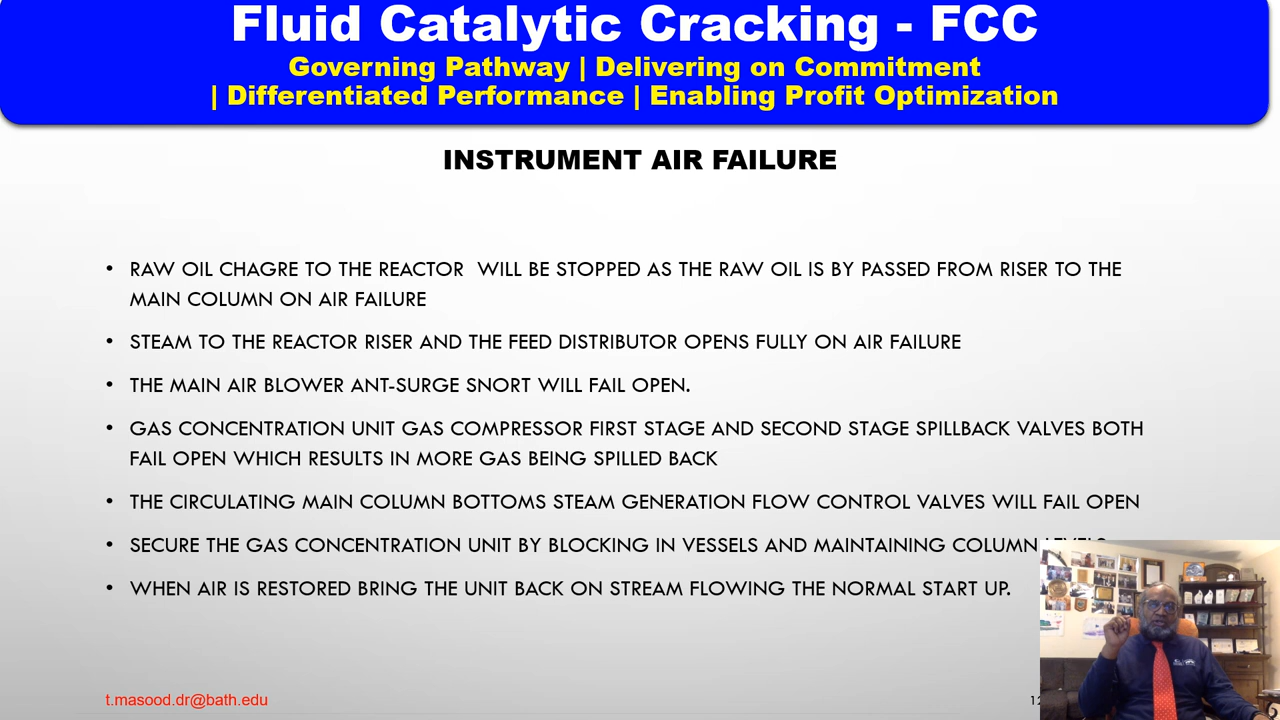 Fluid Catalytic Cracking - FCC
Governing Pathway | Delivering on Commitment
| Differentiated Performance | Enabling Profit Optimization
INSTRUMENT AIR FAILURE
• RAW OIL CHAGRE TO THE REACTOR WILL BE STOPPED AS THE RAW OIL IS BY PASSED FROM RISER TO THE
MAIN COLUMN ON AIR FAILURE
• STEAM TO THE REACTOR RISER AND THE FEED DISTRIBUTOR OPENS FULLY ON AIR FAILURE
• THE MAIN AIR BLOWER ANT-SURGE SNORT WILL FAIL OPEN.
• GAS CONCENTRATION UNIT GAS COMPRESSOR FIRST STAGE AND SECOND STAGE SPILLBACK VALVES BOTH
FAIL OPEN WHICH RESULTS IN MORE GAS BEING SPILLED BACK
• THE CIRCULATING MAIN COLUMN BOTTOMS STEAM GENERATION FLOW CONTROL VALVES WILL FAIL OPEN
• SECURE THE GAS CONCENTRATION UNIT BY BLOCKING IN VESSELS AND MAINTAINING COLUMN LEVELS
• WHEN AIR IS RESTORED BRING THE UNIT BACK ON STREAM FLOWING THE NORMAL START UP.
t.masood.dr@bath.edu